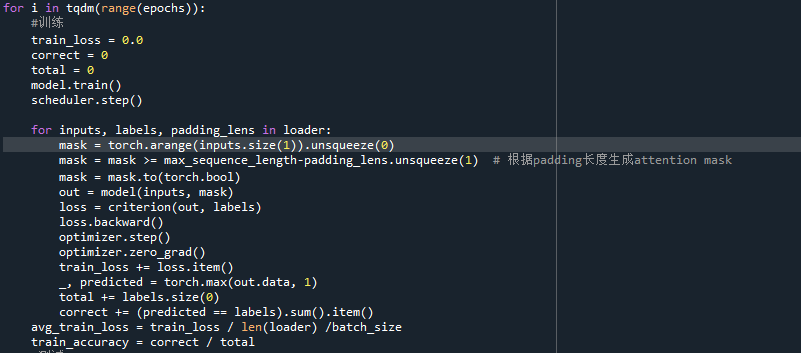 for i in tqdm(range(epochs)):
    #训练
    train_loss = 0.0
    correct = 0
    total = 0
    model.train()
    scheduler.step()

    for inputs, labels, padding_lens in loader:
        mask = torch.arange(inputs.size(1)).unsqueeze(0)
        mask = mask >= max_sequence_length-padding_lens.unsqueeze(1)  # 根据padding长度生成attention mask
        mask = mask.to(torch.bool)
        out = model(inputs, mask)
        loss = criterion(out, labels)
        loss.backward()
        optimizer.step()
        optimizer.zero_grad()
        train_loss += loss.item()
        _, predicted = torch.max(out.data, 1)
        total += labels.size(0)
        correct += (predicted == labels).sum().item()
    avg_train_loss = train_loss / len(loader) /batch_size
    train_accuracy = correct / total